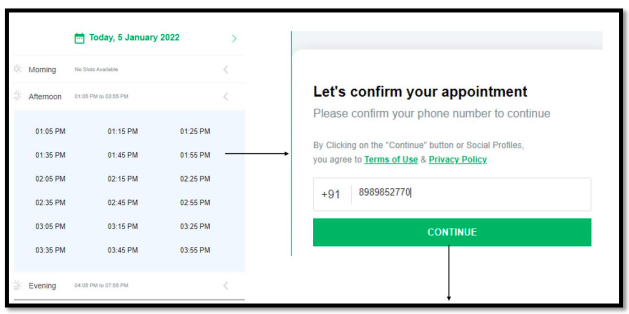 Today, 5 January 2022
Morning No Slots Available
Afternoon 01:05 PM to 03:55 PM
01:05 PM 01:15 PM 01:25 PM
01:35 PM 01:45 PM 01:55 PM
02:05 PM 02:15 PM 02:25 PM
02:35 PM 02:45 PM 02:55 PM
03:05 PM 03:15 PM 03:25 PM
03:35 PM 03:45 PM 03:55 PM
Evening 04:05 PM to 07:55 PM
Let's confirm your appointment
Please confirm your phone number to continue
By Clicking on the "Continue" button or Social Profiles,
you agree to Terms of Use & Privacy Policy
+91 8989852770
CONTINUE